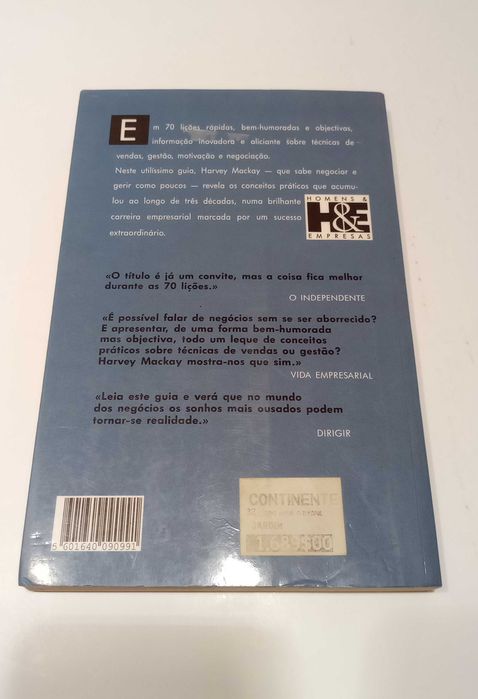 Em 70 lições rápidas, bem-humoradas e objectivas,
informação inovadora e aliciante sobre técnicas de
vendas, gestão, motivação e negociação.
Neste utilíssimo guia, Harvey Mackay — que sabe negociar e
gerir como poucos — revela os conceitos práticos que acumu-
lou ao longo de três décadas, numa brilhante
carreira empresarial marcada por um sucesso
extraordinário.
HOMENS &
H&E
EMPRESAS
«O título é já um convite, mas a coisa fica melhor
durante as 70 lições.»
O INDEPENDENTE
«É possível falar de negócios sem se ser aborrecido?
E apresentar, de uma forma bem-humorada
mas objectiva, todo um leque de conceitos
práticos sobre técnicas de vendas ou gestão?
Harvey Mackay mostra-nos que sim.»
VIDA EMPRESARIAL
«Leia este guia e verá que no mundo
dos negócios os sonhos mais ousados podem
tornar-se realidade.»
DIRIGIR
5 601640 090991
CONTINENTE
32
1.689$00